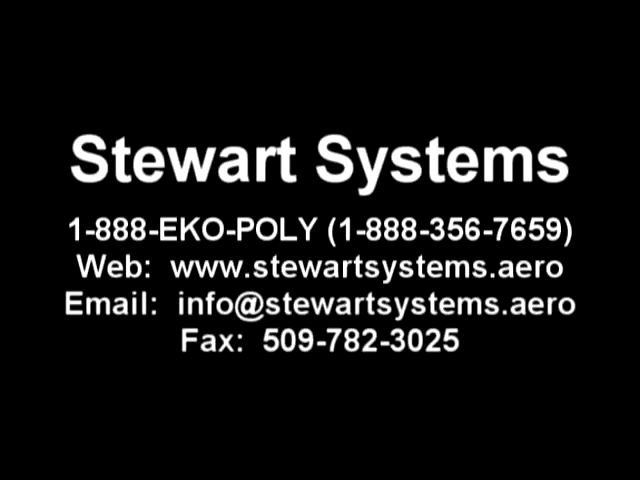 Stewart Systems
1-888-EKO-POLY (1-888-356-7659)
Web:  www.stewartsystems.aero
Email:  info@stewartsystems.aero
Fax:  509-782-3025